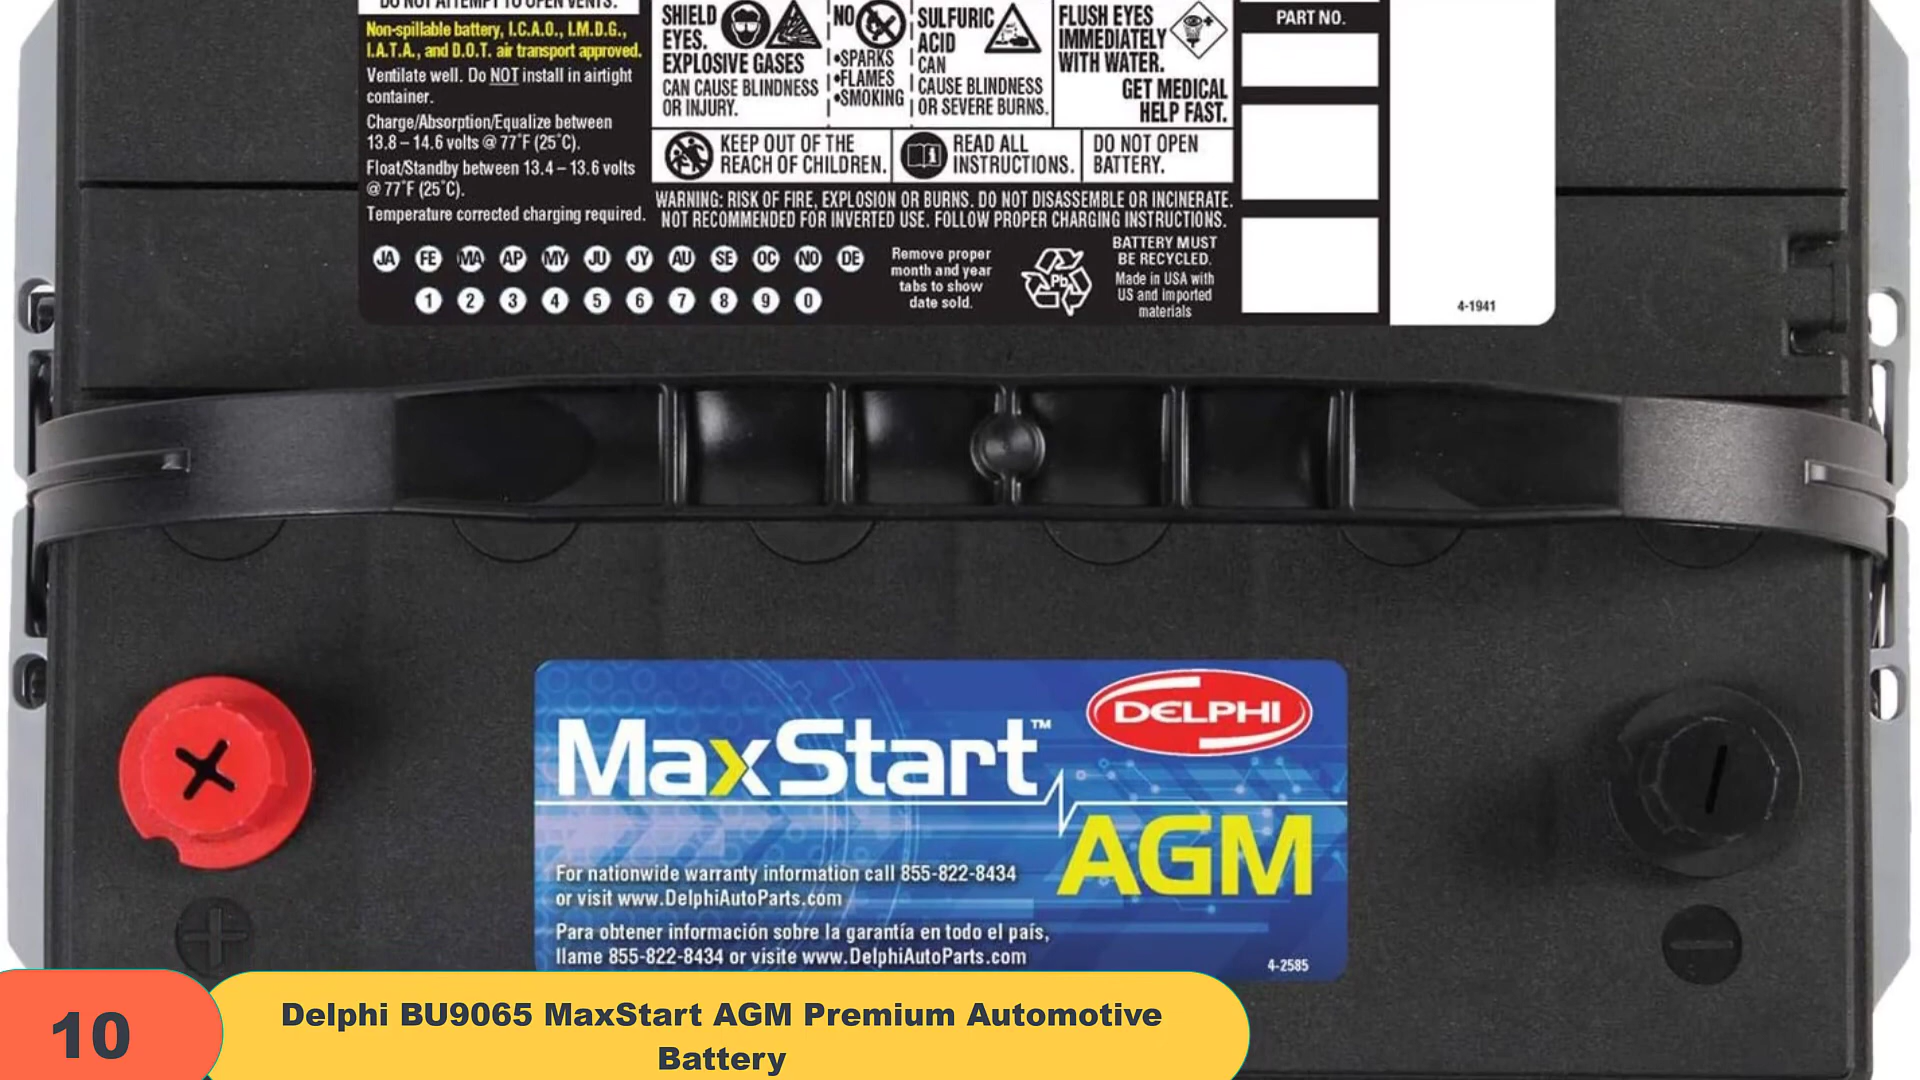 DO NOT ATTEMPT TO OPEN VENTS.
Non-spillable battery, I.C.A.O., I.M.D.G.,
I.A.T.A., and D.O.T. air transport approved.
Ventilate well. Do NOT install in airtight
container.
Charge/Absorption/Equalize between
13.8 – 14.6 volts @ 77°F (25°C).
Float/Standby between 13.4 – 13.6 volts
@ 77°F (25°C).
Temperature corrected charging required.
SHIELD
EYES.
EXPLOSIVE GASES
CAN CAUSE BLINDNESS
OR INJURY.
NO
•SPARKS
•FLAMES
•SMOKING
SULFURIC
ACID
CAN
CAUSE BLINDNESS
OR SEVERE BURNS.
FLUSH EYES
IMMEDIATELY
WITH WATER.
GET MEDICAL
HELP FAST.
KEEP OUT OF THE
REACH OF CHILDREN.
READ ALL
INSTRUCTIONS.
DO NOT OPEN
BATTERY.
WARNING: RISK OF FIRE, EXPLOSION OR BURNS. DO NOT DISASSEMBLE OR INCINERATE.
NOT RECOMMENDED FOR INVERTED USE. FOLLOW PROPER CHARGING INSTRUCTIONS.
JA FE MA AP MY JU JY AU SE OC NO DE
1 2 3 4 5 6 7 8 9 0
Remove proper
month and year
tabs to show
date sold.
Pb
BATTERY MUST
BE RECYCLED.
Made in USA with
US and imported
materials
PART NO.
4-1941
DELPHI
MaxStart™
AGM
For nationwide warranty information call 855-822-8434
or visit www.DelphiAutoParts.com
Para obtener información sobre la garantía en todo el país,
llame 855-822-8434 or visite www.DelphiAutoParts.com
4-2585
10
Delphi BU9065 MaxStart AGM Premium Automotive
Battery